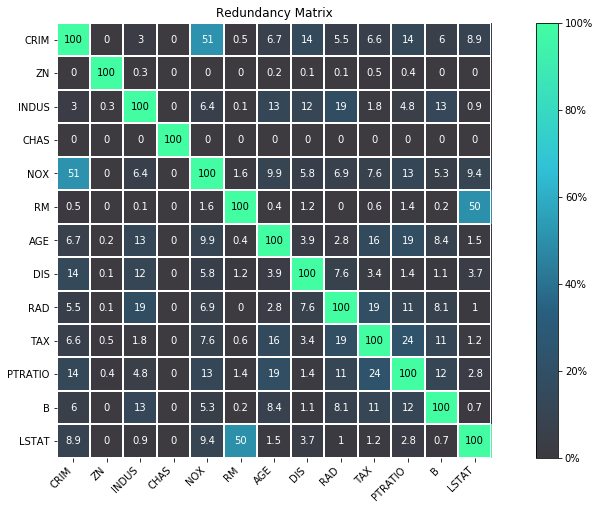 Redundancy Matrix
CRIM 100 0 3 0 51 0.5 6.7 14 5.5 6.6 14 6 8.9
ZN 0 100 0.3 0 0 0 0.2 0.1 0.1 0.5 0.4 0 0
INDUS 3 0.3 100 0 6.4 0.1 13 12 19 1.8 4.8 13 0.9
CHAS 0 0 0 100 0 0 0 0 0 0 0 0 0
NOX 51 0 6.4 0 100 1.6 9.9 5.8 6.9 7.6 13 5.3 9.4
RM 0.5 0 0.1 0 1.6 100 0.4 1.2 0 0.6 1.4 0.2 50
AGE 6.7 0.2 13 0 9.9 0.4 100 3.9 2.8 16 19 8.4 1.5
DIS 14 0.1 12 0 5.8 1.2 3.9 100 7.6 3.4 1.4 1.1 3.7
RAD 5.5 0.1 19 0 6.9 0 2.8 7.6 100 19 11 8.1 1
TAX 6.6 0.5 1.8 0 7.6 0.6 16 3.4 19 100 24 11 1.2
PTRATIO 14 0.4 4.8 0 13 1.4 19 1.4 11 24 100 12 2.8
B 6 0 13 0 5.3 0.2 8.4 1.1 8.1 11 12 100 0.7
LSTAT 8.9 0 0.9 0 9.4 50 1.5 3.7 1 1.2 2.8 0.7 100
CRIM ZN INDUS CHAS NOX RM AGE DIS RAD TAX PTRATIO B LSTAT
100%
80%
60%
40%
20%
0%